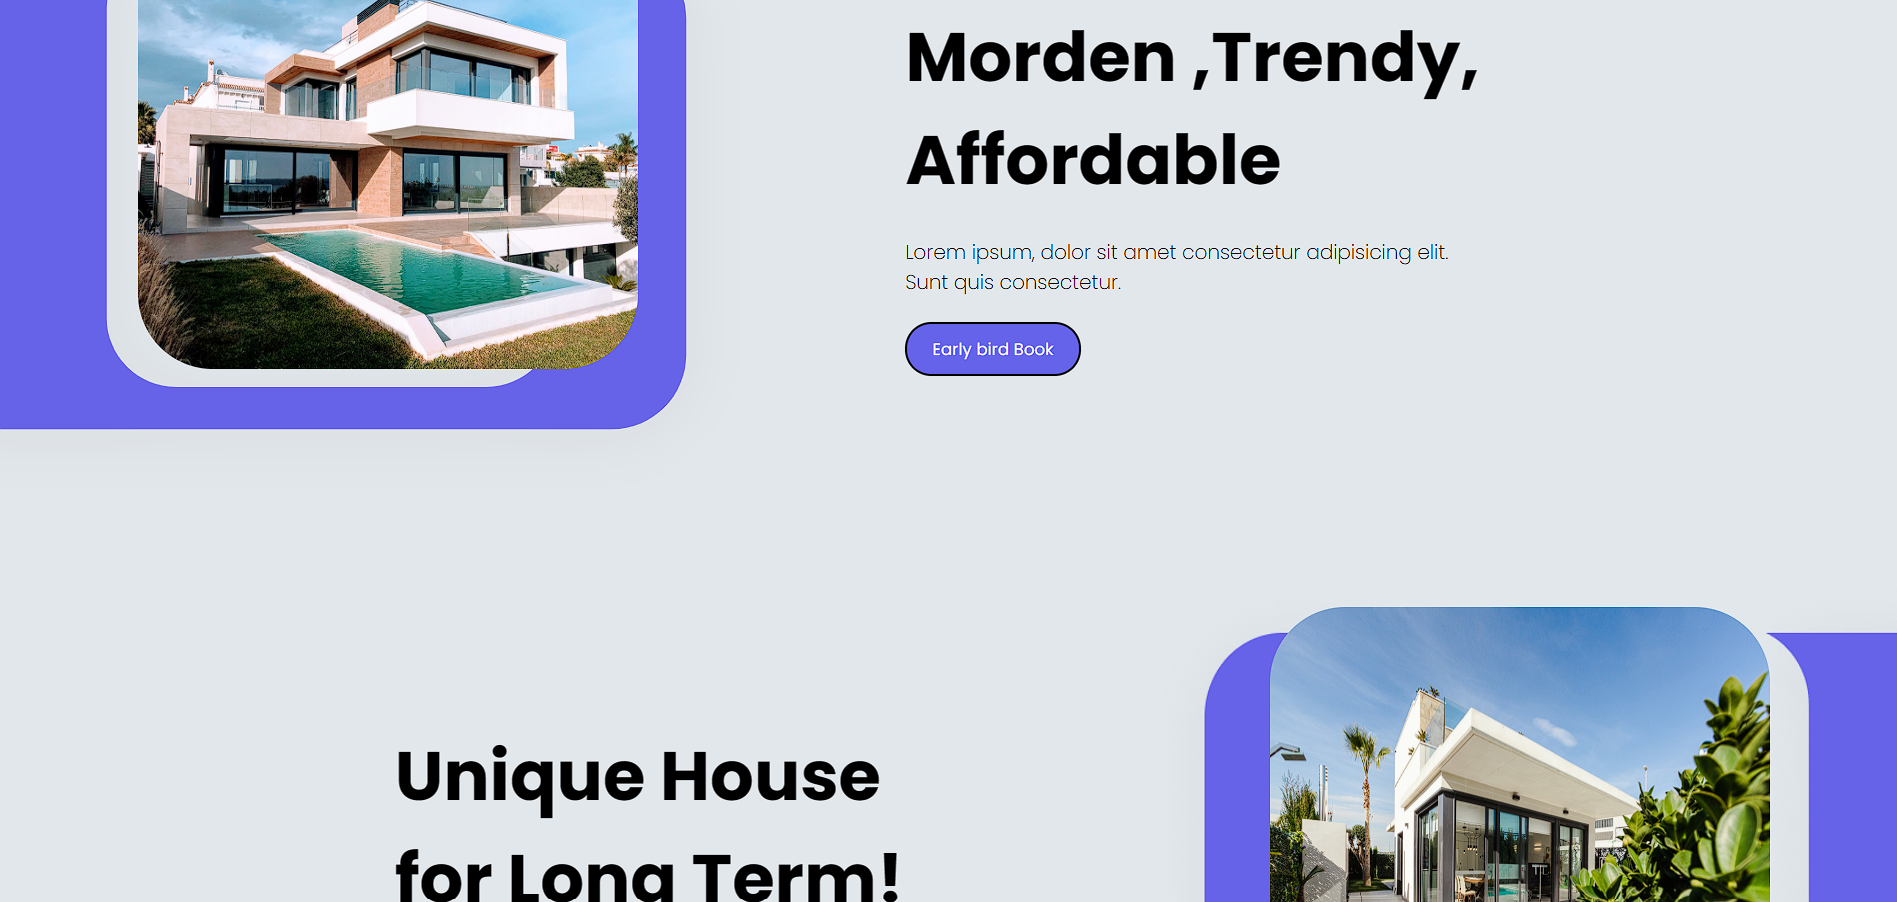 Morden ,Trendy,
Affordable
Lorem ipsum, dolor sit amet consectetur adipisicing elit.
Sunt quis consectetur.
Early bird Book
Unique House
for Long Term!